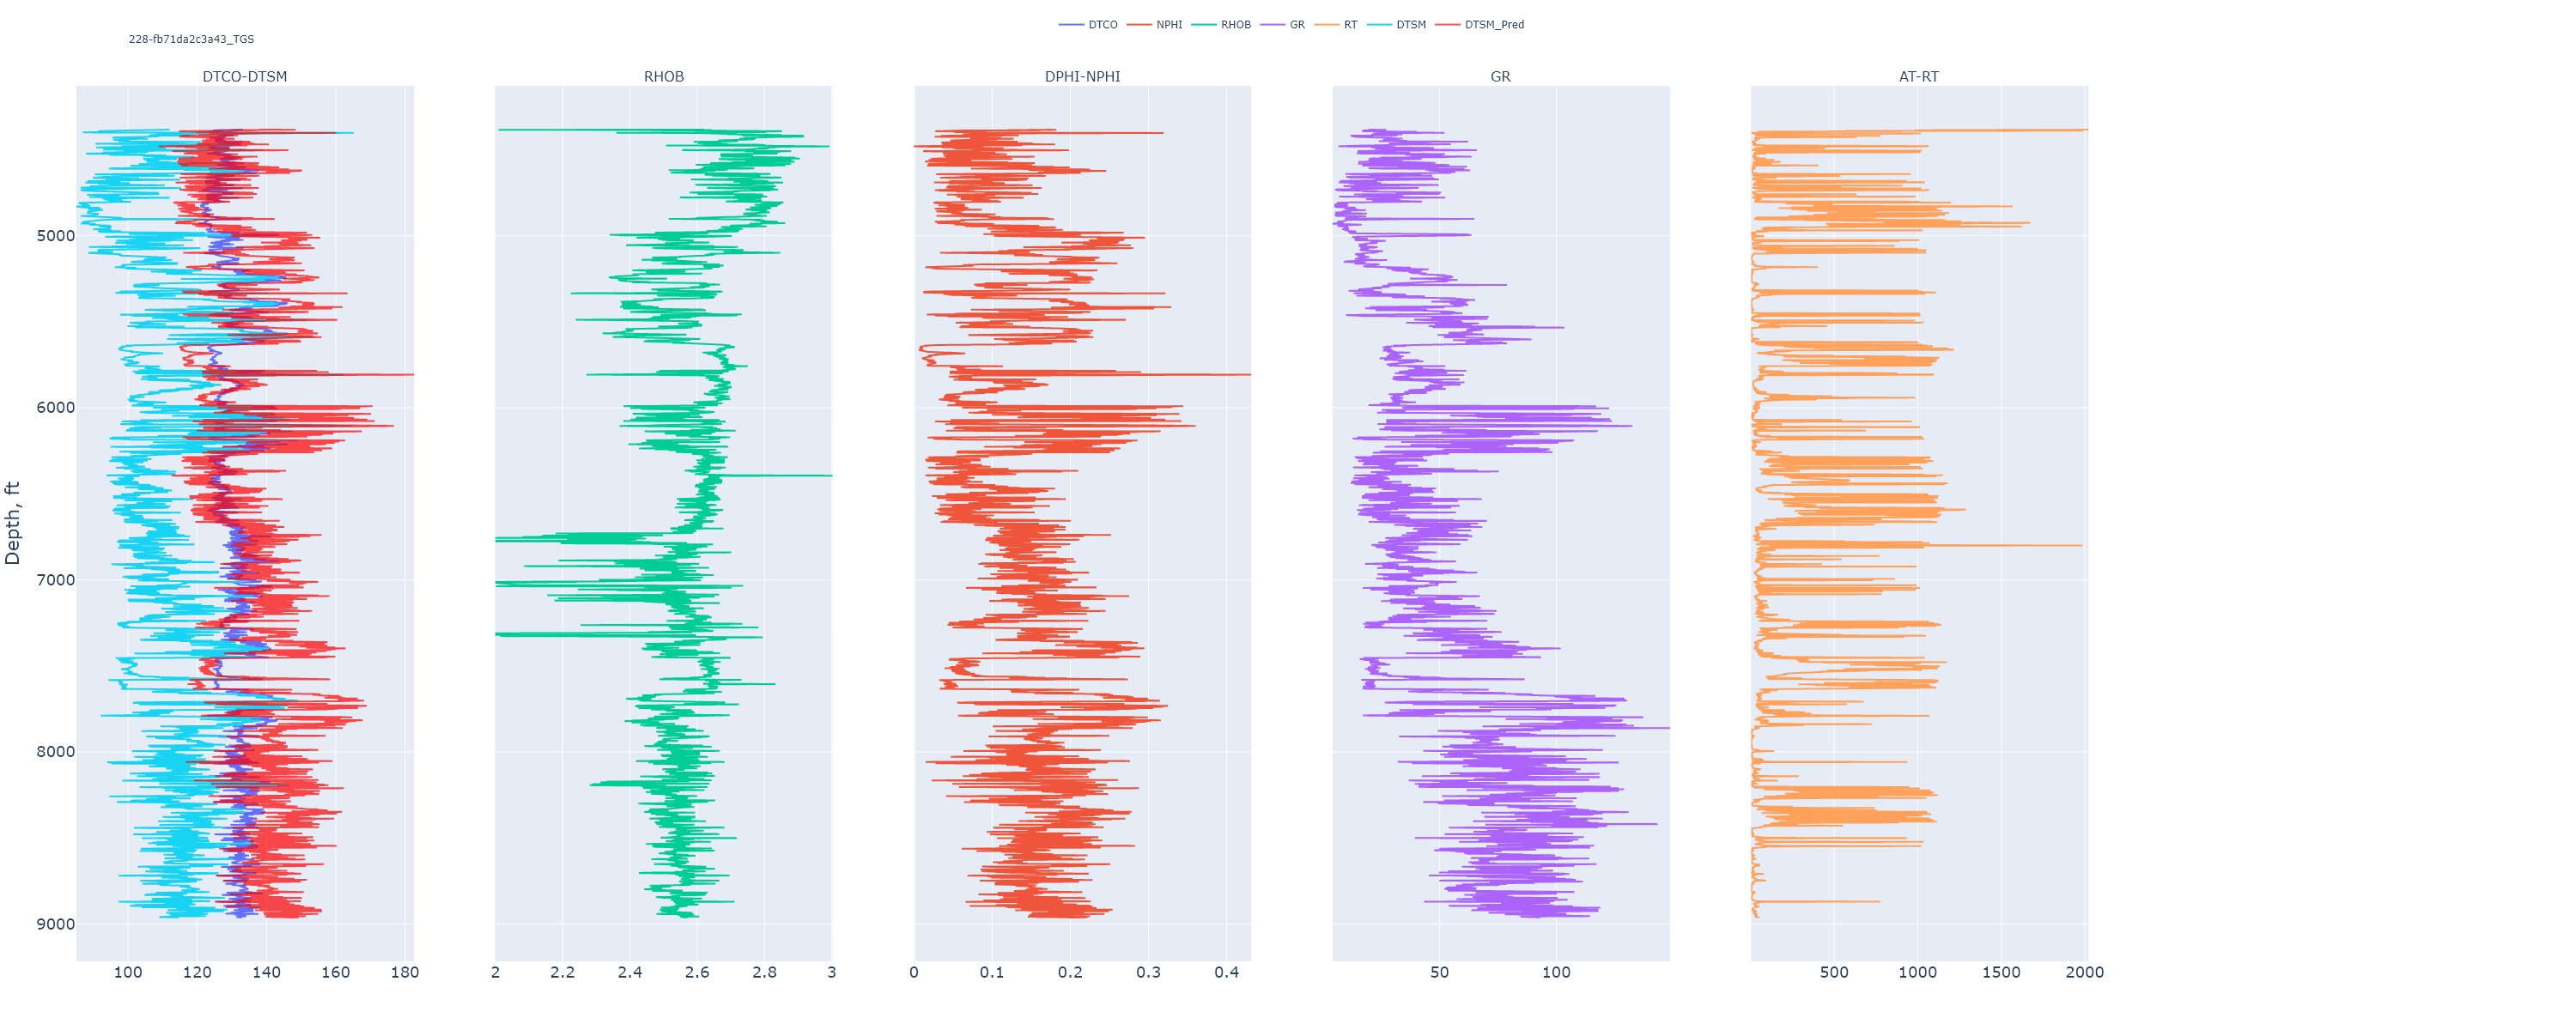 DTCO NPHI RHOB GR RT DTSM DTSM_Pred
228-fb71da2c3a43_TGS
DTCO-DTSM RHOB DPHI-NPHI GR AT-RT
Depth, ft
5000
6000
7000
8000
9000
100 120 140 160 180 2 2.2 2.4 2.6 2.8 3 0 0.1 0.2 0.3 0.4 50 100 500 1000 1500 2000